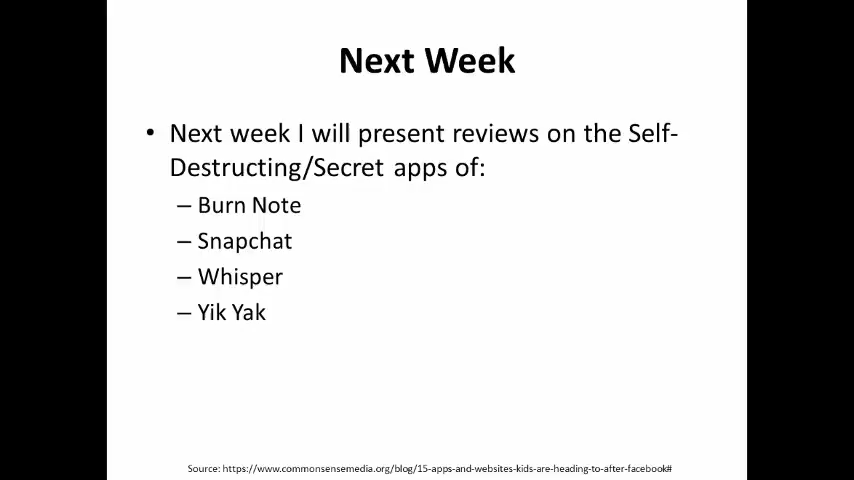 Next Week
• Next week I will present reviews on the Self-
Destructing/Secret apps of:
– Burn Note
– Snapchat
– Whisper
– Yik Yak
Source: https://www.commonsensemedia.org/blog/15-apps-and-websites-kids-are-heading-to-after-facebook#